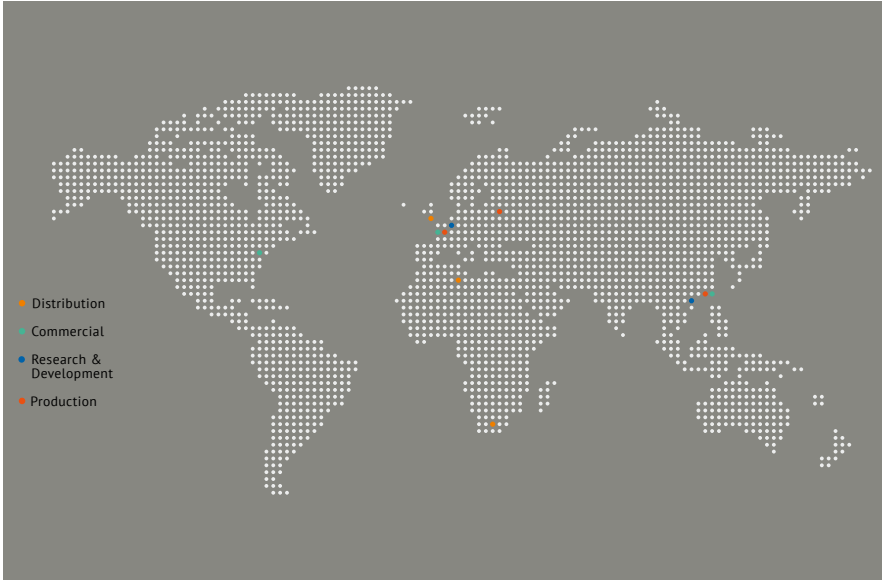 Distribution
Commercial
Research &
Development
Production